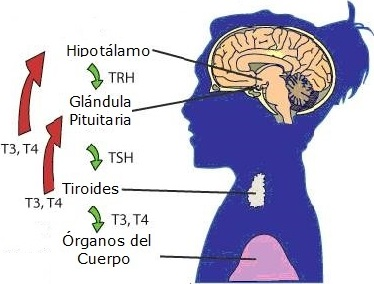 Hipotálamo
TRH
Glándula
Pituitaria
T3, T4
TSH
Tiroides
T3, T4
T3, T4
Órganos del
Cuerpo